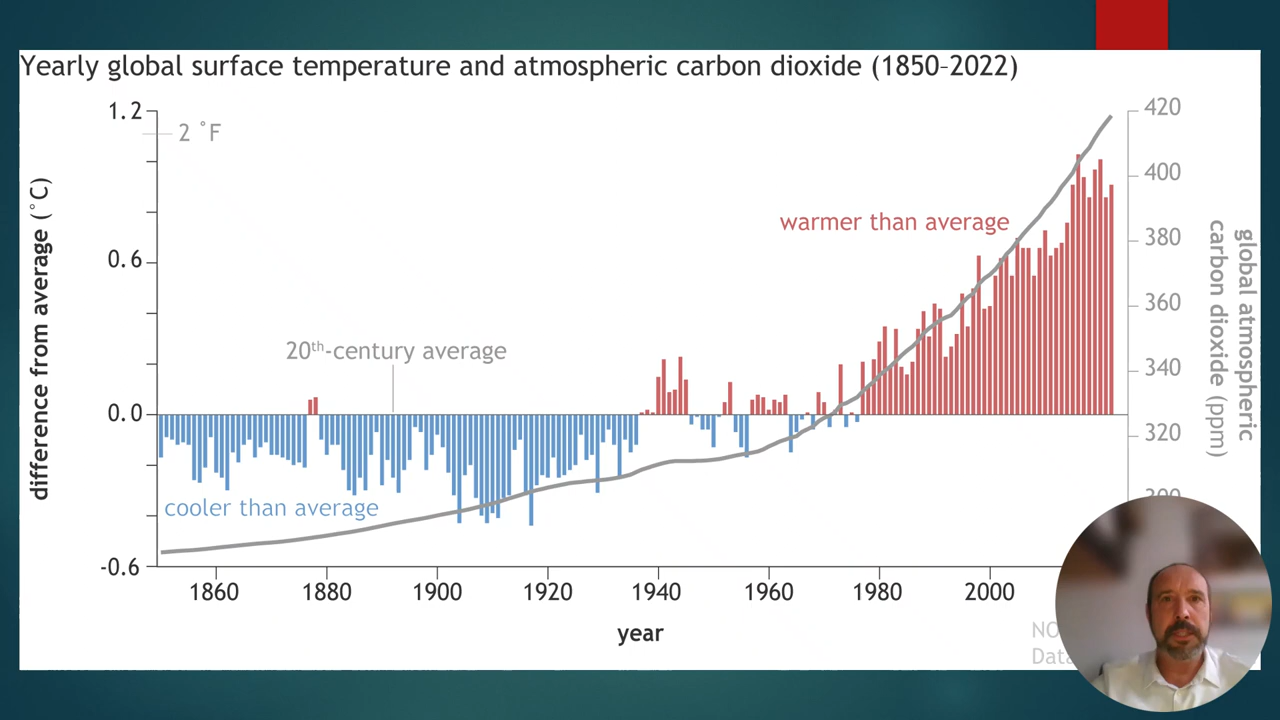 Yearly global surface temperature and atmospheric carbon dioxide (1850–2022)
1.2
2 °F
0.6
0.0
-0.6
difference from average (°C)
20th-century average
cooler than average
warmer than average
420
400
380
360
340
320
global atmospheric
carbon dioxide (ppm)
1860 1880 1900 1920 1940 1960 1980 2000
year
Data